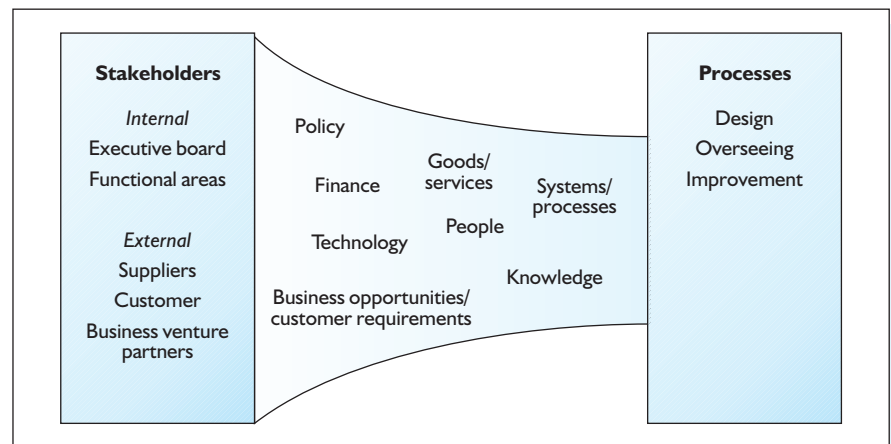 Stakeholders
Internal
Executive board
Functional areas
External
Suppliers
Customer
Business venture
partners
Policy
Goods/
services
Finance
Systems/
processes
People
Technology
Knowledge
Business opportunities/
customer requirements
Processes
Design
Overseeing
Improvement